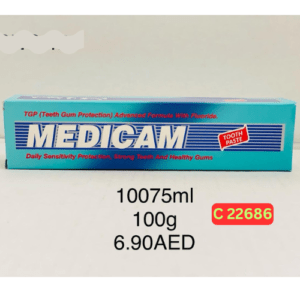 TGP (Teeth Gum Protection) Advanced Formula With Fluoride.
MEDICAM
TOOTH
PASTE
Daily Sensitivity Protection, Strong Teeth and Healthy Gums
10075ml
100g
C 22686
6.90AED